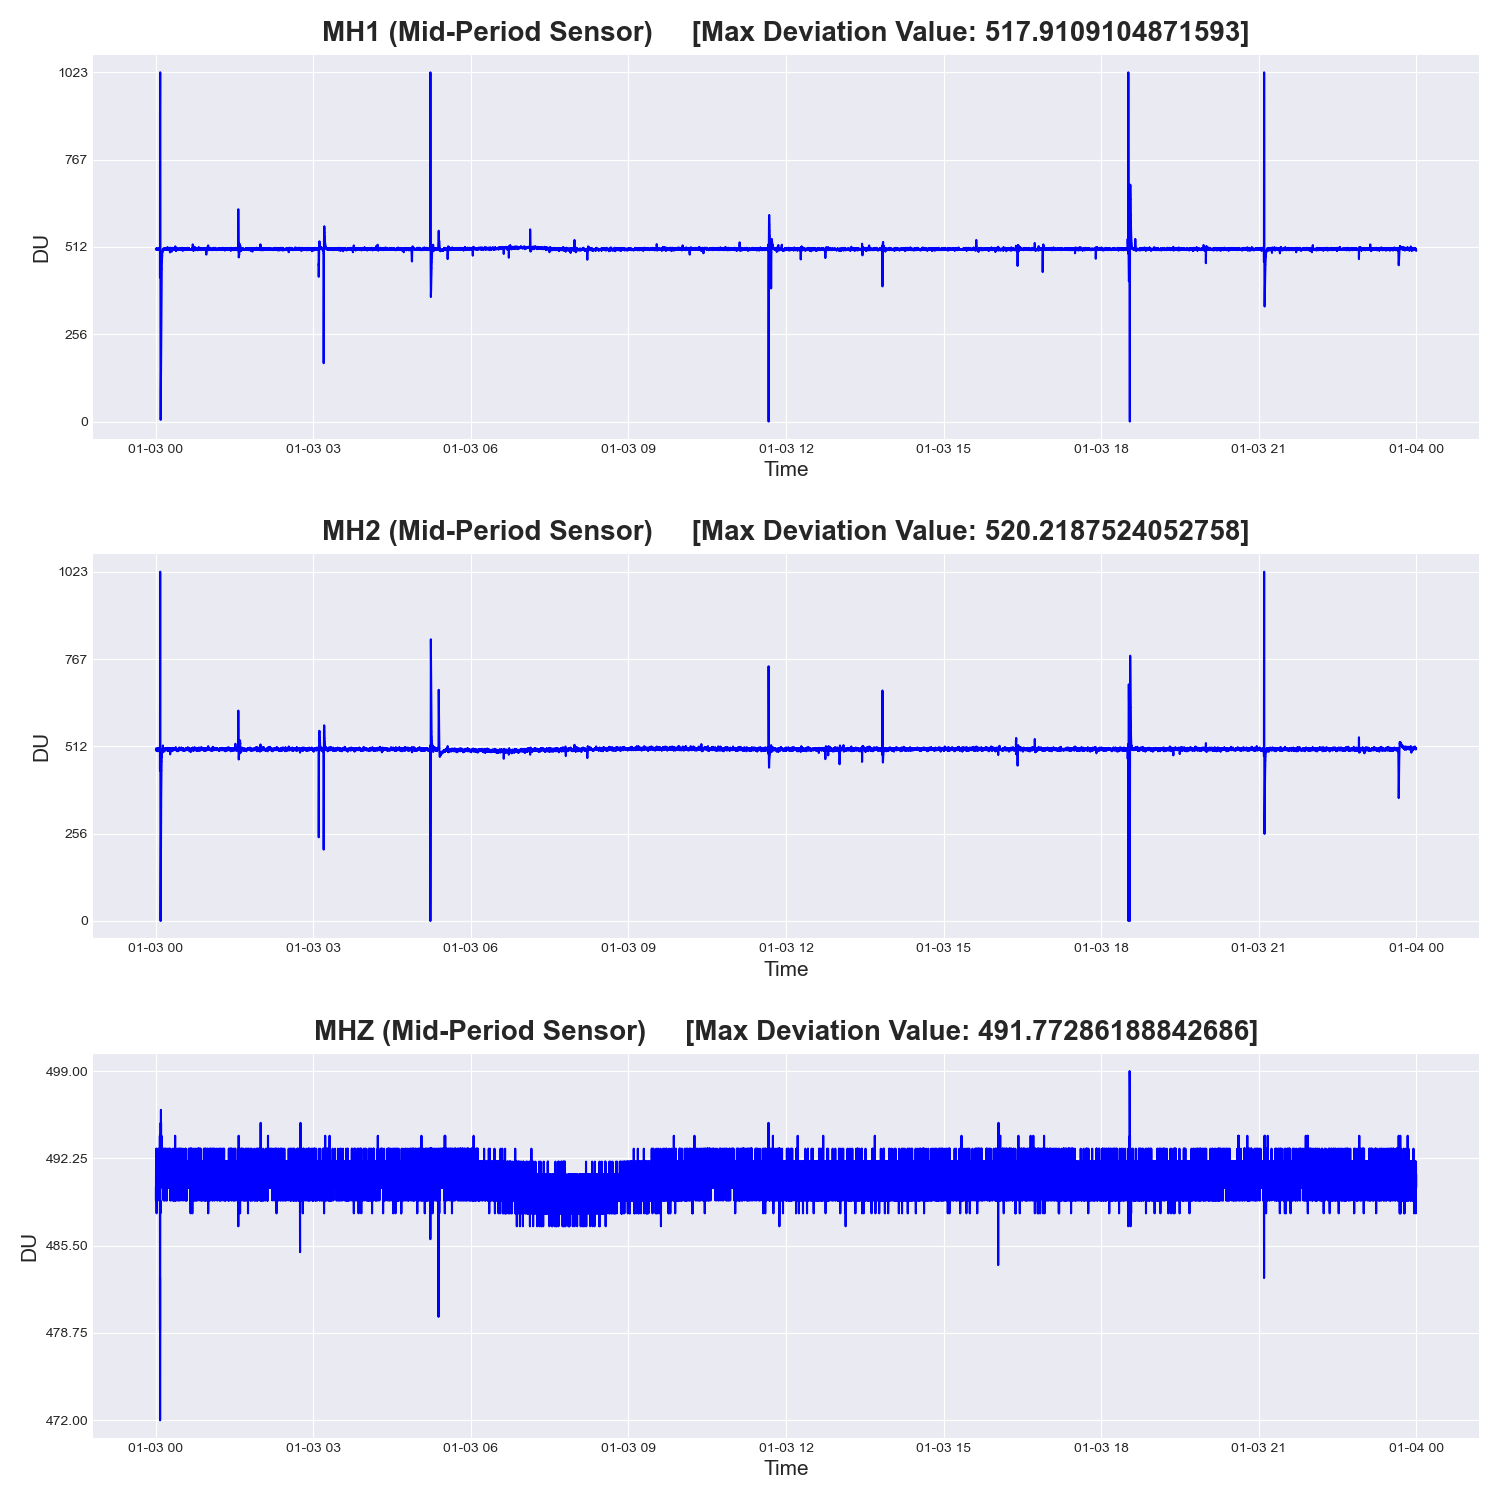 MH1 (Mid-Period Sensor) [Max Deviation Value: 517.9109104871593]
1023
767
512
256
0
DU
01-03 00 01-03 03 01-03 06 01-03 09 01-03 12 01-03 15 01-03 18 01-03 21 01-04 00
Time
MH2 (Mid-Period Sensor) [Max Deviation Value: 520.2187524052758]
1023
767
512
256
0
DU
01-03 00 01-03 03 01-03 06 01-03 09 01-03 12 01-03 15 01-03 18 01-03 21 01-04 00
Time
MHZ (Mid-Period Sensor) [Max Deviation Value: 491.77286188842686]
499.00
492.25
485.50
478.75
472.00
DU
01-03 00 01-03 03 01-03 06 01-03 09 01-03 12 01-03 15 01-03 18 01-03 21 01-04 00
Time